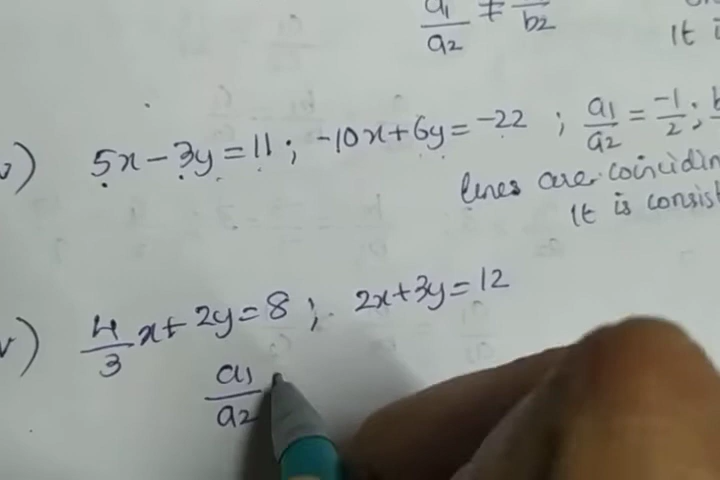 a₁/a₂ ≠ /b₂
It i
v) 5x - 3y = 11 ; -10x + 6y = -22 ; a₁/a₂ = -1/2 ; b
lines are coincidin
It is consist
v) 4/3 x + 2y = 8 ; 2x + 3y = 12
a₁/a₂